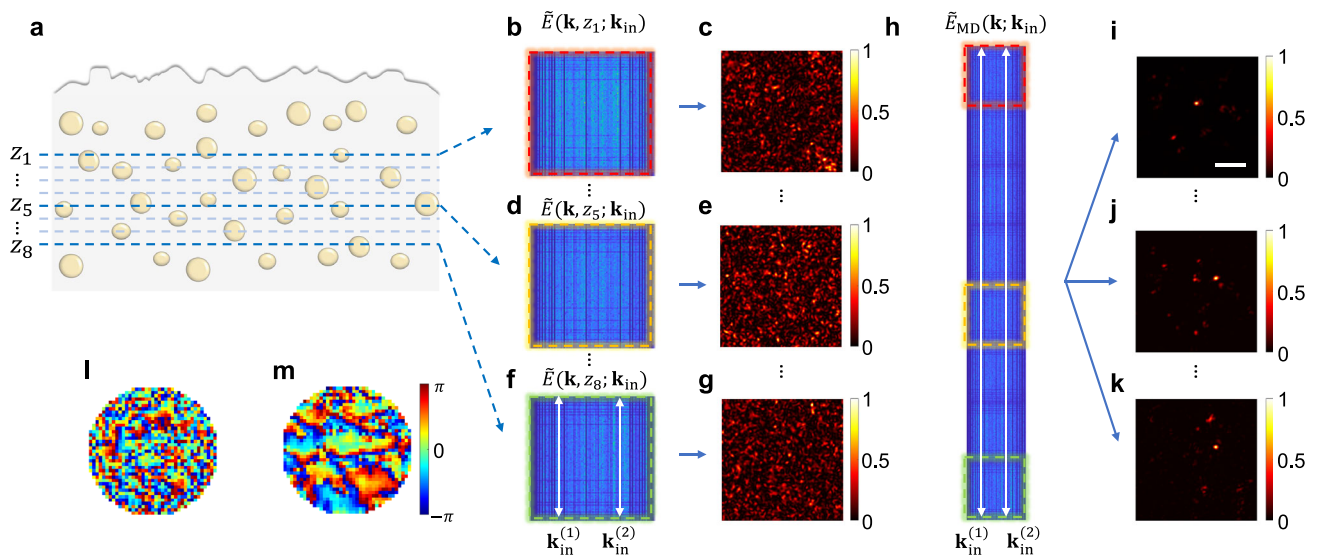 a
z₁
⋮
z₅
⋮
z₈
b
Ẽ(k, z₁; kᵢₙ)
c
1
0.5
0
⋮
⋮
d
Ẽ(k, z₅; kᵢₙ)
e
1
0.5
0
⋮
⋮
f
Ẽ(k, z₈; kᵢₙ)
g
1
0.5
0
kᵢₙ⁽¹⁾ kᵢₙ⁽²⁾
h
Ẽ_MD(k; kᵢₙ)
kᵢₙ⁽¹⁾ kᵢₙ⁽²⁾
i
1
0.5
0
⋮
j
1
0.5
0
⋮
k
1
0.5
0
l
m
π
0
−π